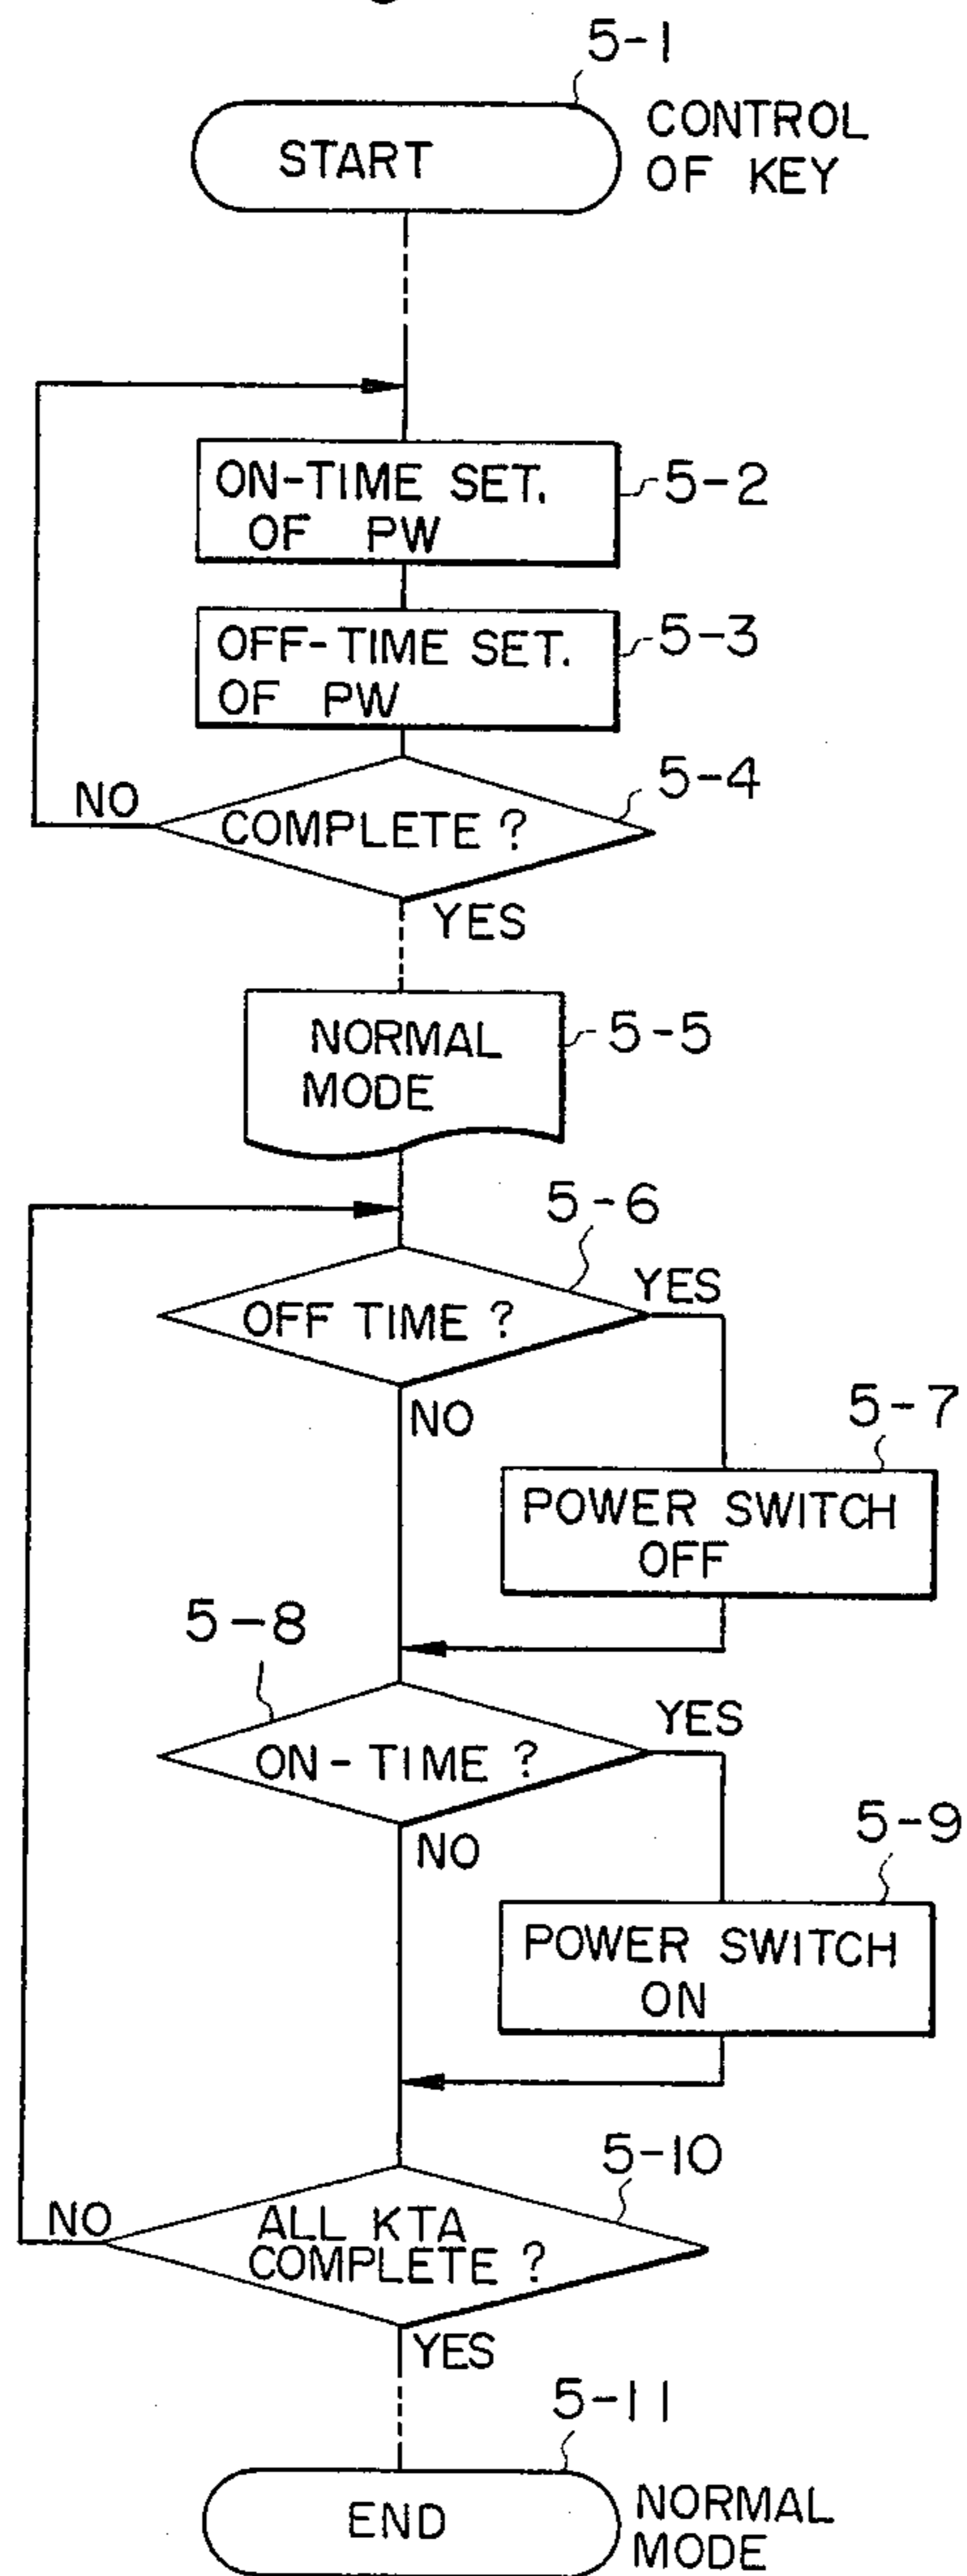 5-1
START
CONTROL
OF KEY
ON-TIME SET.
OF PW
5-2
OFF-TIME SET.
OF PW
5-3
5-4
NO
COMPLETE ?
YES
NORMAL
MODE
5-5
5-6
YES
OFF TIME ?
NO
5-7
POWER SWITCH
OFF
5-8
YES
ON-TIME ?
NO
5-9
POWER SWITCH
ON
5-10
NO
ALL KTA
COMPLETE ?
YES
5-11
END
NORMAL
MODE